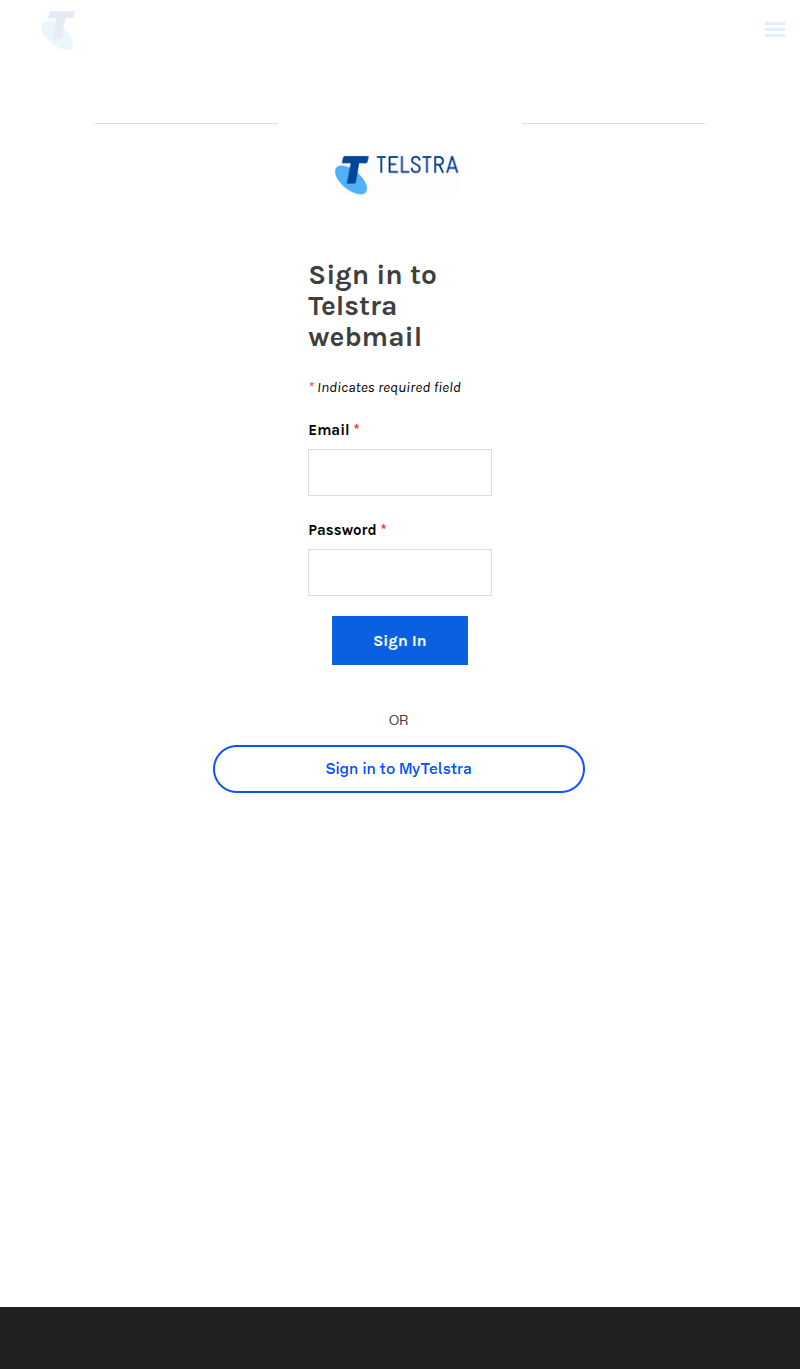 T
TELSTRA
Sign in to
Telstra
webmail
* Indicates required field
Email *
Password *
Sign In
OR
Sign in to MyTelstra